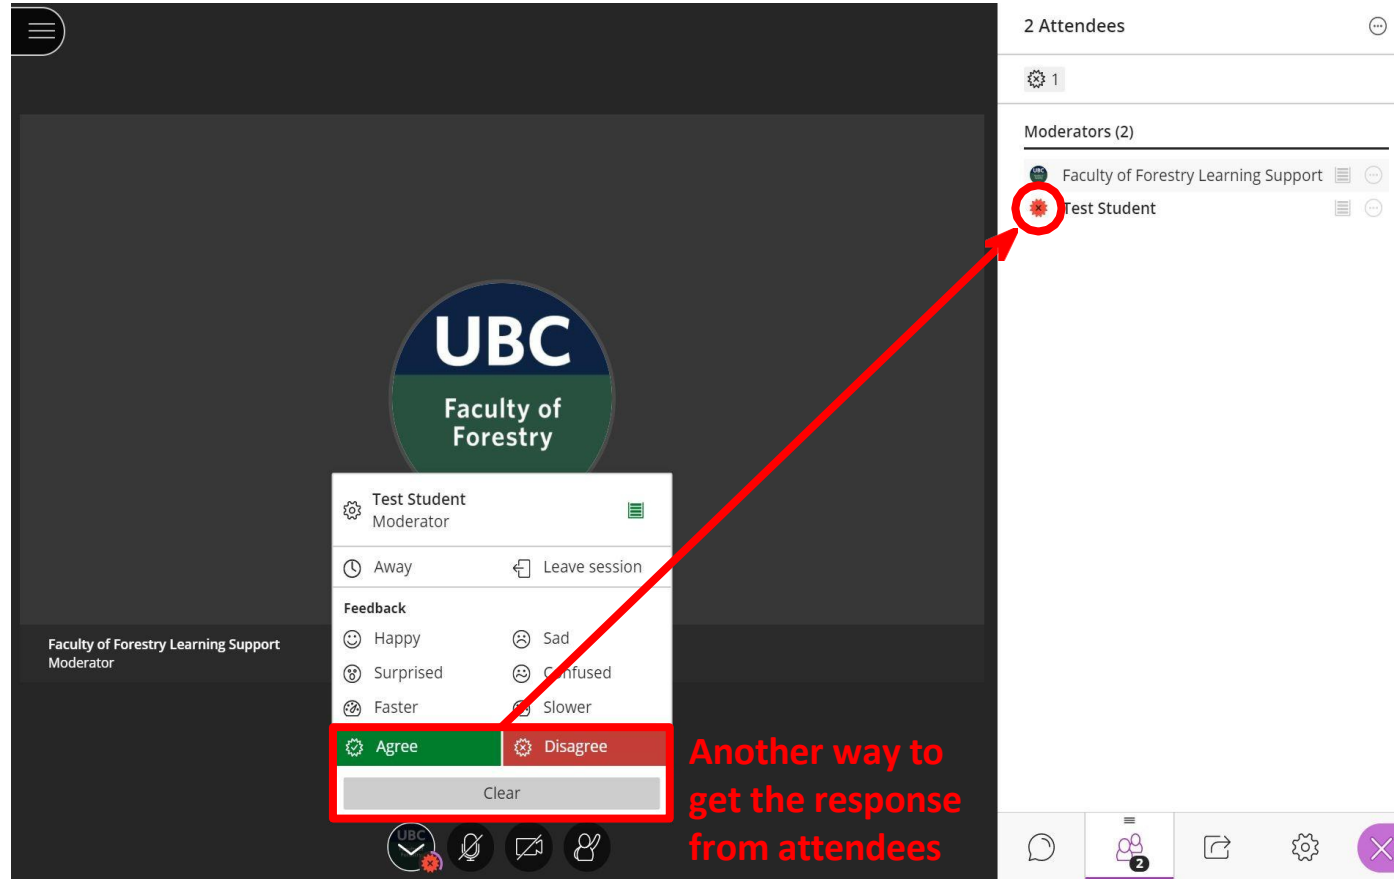 2 Attendees
1
Moderators (2)
Faculty of Forestry Learning Support
Test Student
UBC
Faculty of
Forestry
Test Student
Moderator
Away
Leave session
Feedback
Happy
Sad
Surprised
Confused
Faster
Slower
Agree
Disagree
Clear
Faculty of Forestry Learning Support
Moderator
Another way to
get the response
from attendees
UBC
2